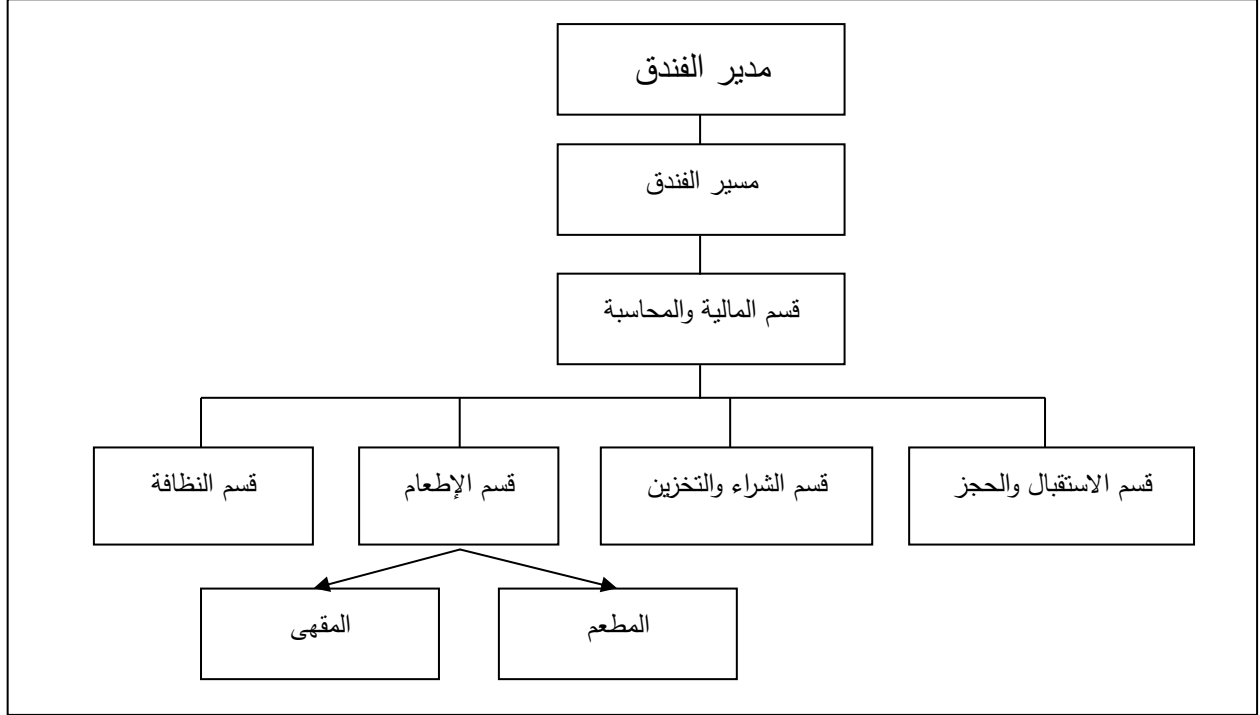 مدير الفندق
مسير الفندق
قسم المالية والمحاسبة
قسم الاستقبال والحجز
قسم الشراء والتخزين
قسم الإطعام
قسم النظافة
المطعم
المقهى